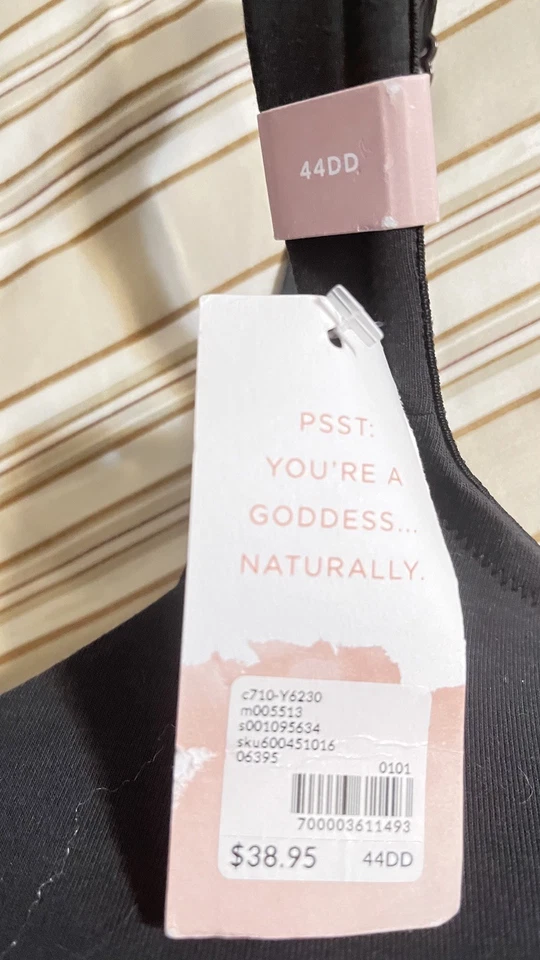 44DD
PSST:
YOU'RE A
GODDESS...
NATURALLY.
c710-Y6230
m005513
s001095634
sku600451016
06395
0101
700003611493
$38.95 44DD